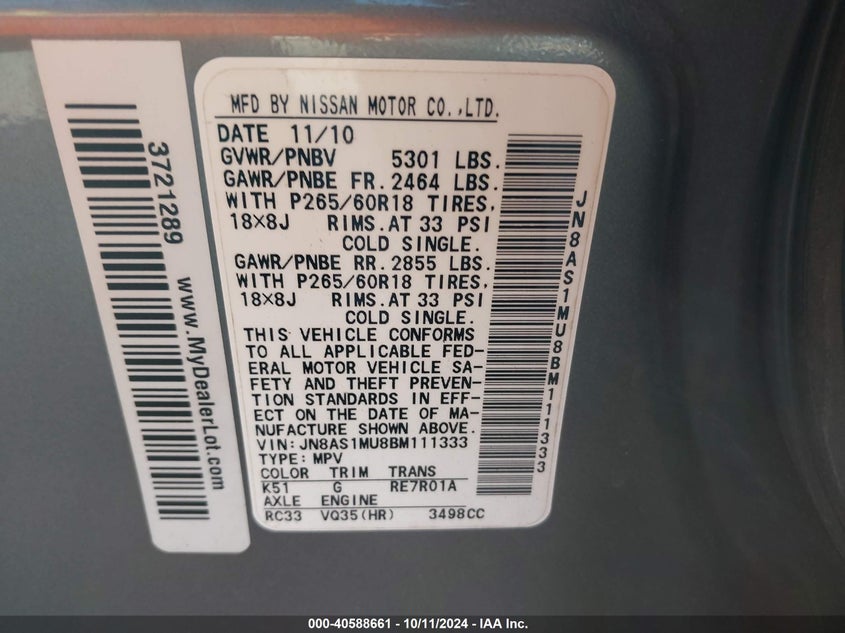 MFD BY NISSAN MOTOR CO.,LTD.
DATE 11/10
GVWR/PNBV 5301 LBS.
GAWR/PNBE FR. 2464 LBS.
WITH P265/60R18 TIRES,
18×8J RIMS. AT 33 PSI
COLD SINGLE.
GAWR/PNBE RR. 2855 LBS.
WITH P265/60R18 TIRES,
18×8J RIMS. AT 33 PSI
COLD SINGLE.
THIS VEHICLE CONFORMS
TO ALL APPLICABLE FED-
ERAL MOTOR VEHICLE SA-
FETY AND THEFT PREVEN-
TION STANDARDS IN EFF-
ECT ON THE DATE OF MA-
NUFACTURE SHOWN ABOVE.
VIN: JN8AS1MU8BM111333
TYPE: MPV
COLOR TRIM TRANS
K51 G RE7R01A
AXLE ENGINE
RC33 VQ35(HR) 3498CC
JN8AS1MU8BM111333
3721289
www.MyDealerLot.com
000-40588661 - 10/11/2024 - IAA Inc.